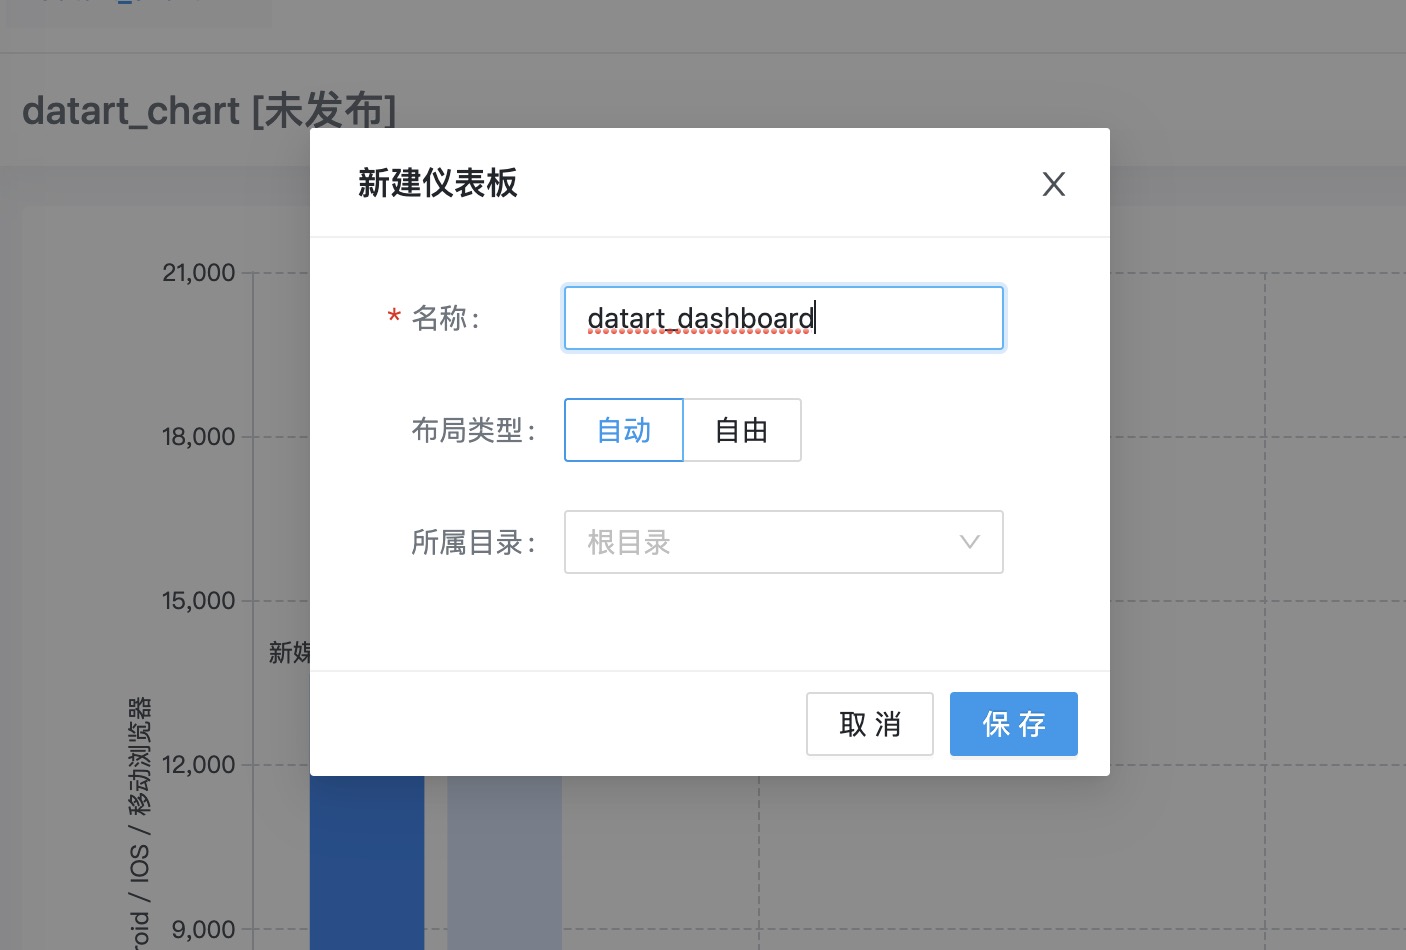 datart_chart [未发布]
新建仪表板
* 名称:
datart_dashboard
布局类型:
自动
自由
所属目录:
根目录
取 消
保 存
21,000
18,000
15,000
12,000
9,000
新媒
roid / IOS / 移动浏览器